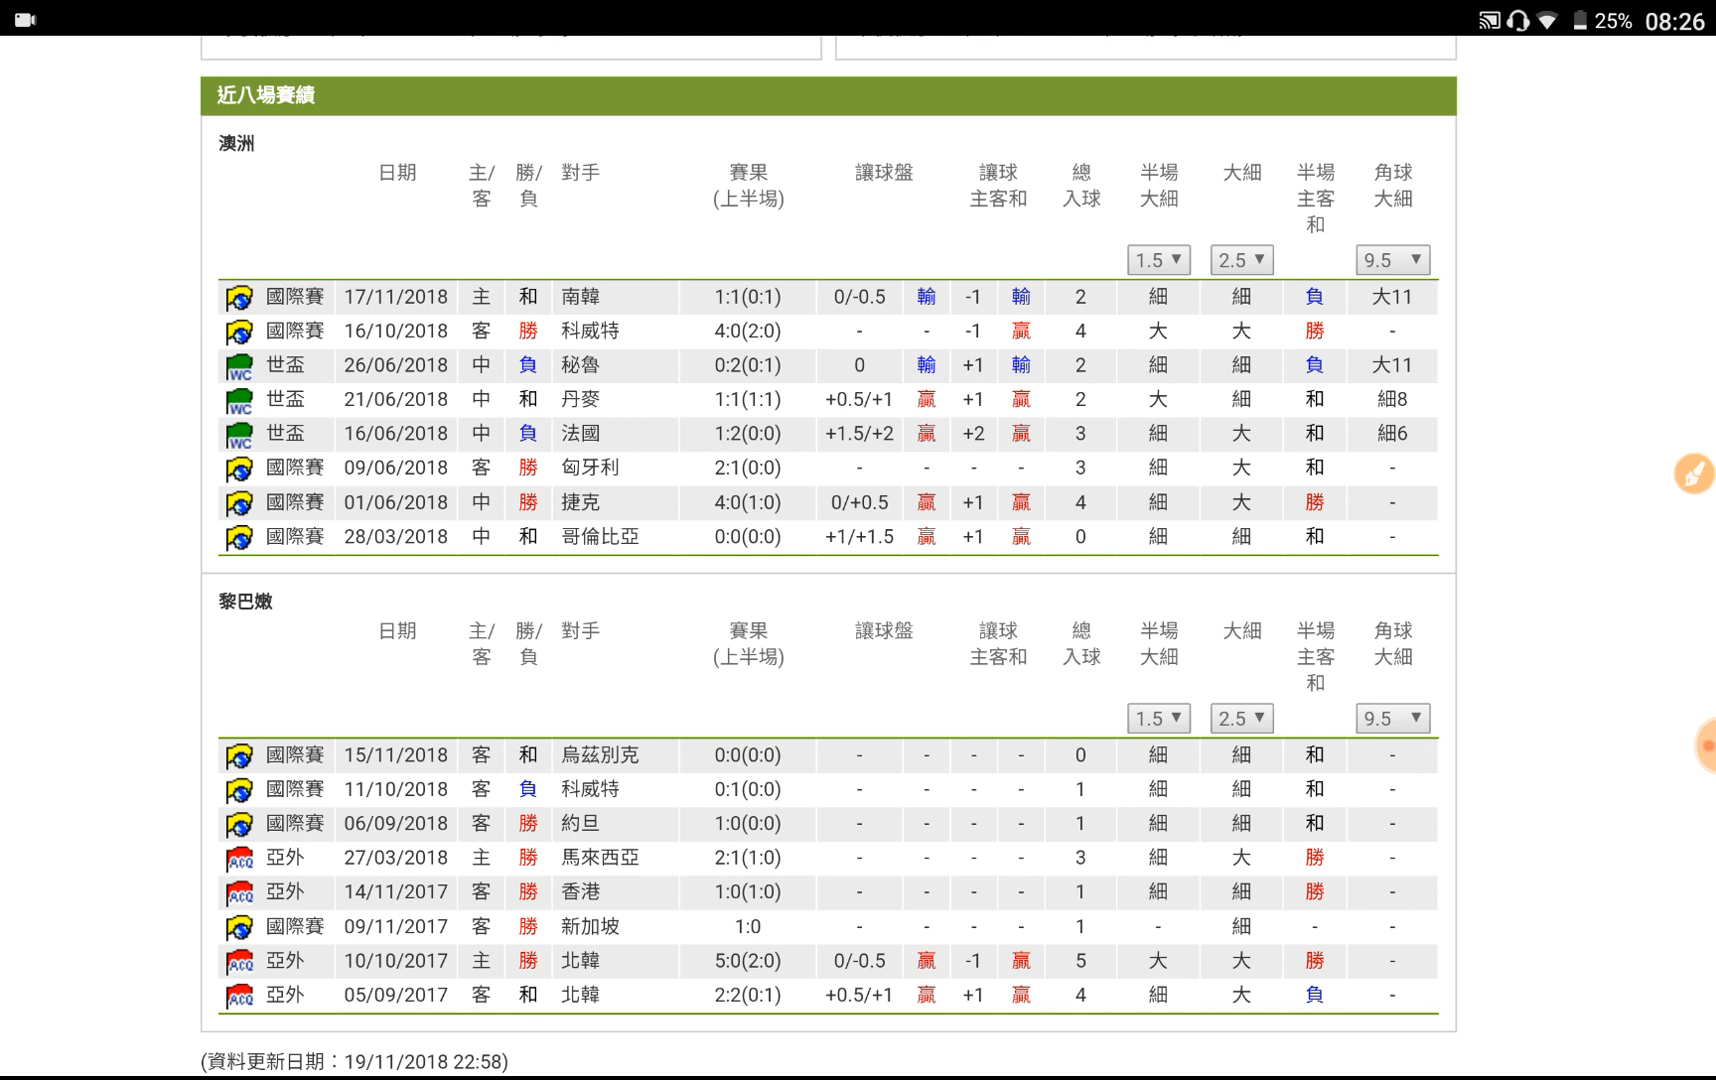 25% 08:26
近八場賽績
澳洲
日期 主/客 勝/負 對手 賽果(上半場) 讓球盤 讓球主客和 總入球 半場大細 大細 半場主客和 角球大細
1.5 ▼ 2.5 ▼ 9.5 ▼
國際賽 17/11/2018 主 和 南韓 1:1(0:1) 0/-0.5 輸 -1 輸 2 細 細 負 大11
國際賽 16/10/2018 客 勝 科威特 4:0(2:0) - - -1 贏 4 大 大 勝 -
WC 世盃 26/06/2018 中 負 秘魯 0:2(0:1) 0 輸 +1 輸 2 細 細 負 大11
WC 世盃 21/06/2018 中 和 丹麥 1:1(1:1) +0.5/+1 贏 +1 贏 2 大 細 和 細8
WC 世盃 16/06/2018 中 負 法國 1:2(0:0) +1.5/+2 贏 +2 贏 3 細 大 和 細6
國際賽 09/06/2018 客 勝 匈牙利 2:1(0:0) - - - - 3 細 大 和 -
國際賽 01/06/2018 中 勝 捷克 4:0(1:0) 0/+0.5 贏 +1 贏 4 細 大 勝 -
國際賽 28/03/2018 中 和 哥倫比亞 0:0(0:0) +1/+1.5 贏 +1 贏 0 細 細 和 -
黎巴嫩
日期 主/客 勝/負 對手 賽果(上半場) 讓球盤 讓球主客和 總入球 半場大細 大細 半場主客和 角球大細
1.5 ▼ 2.5 ▼ 9.5 ▼
國際賽 15/11/2018 客 和 烏茲別克 0:0(0:0) - - - - 0 細 細 和 -
國際賽 11/10/2018 客 負 科威特 0:1(0:0) - - - - 1 細 細 和 -
國際賽 06/09/2018 客 勝 約旦 1:0(0:0) - - - - 1 細 細 和 -
ACQ 亞外 27/03/2018 主 勝 馬來西亞 2:1(1:0) - - - - 3 細 大 勝 -
ACQ 亞外 14/11/2017 客 勝 香港 1:0(1:0) - - - - 1 細 細 勝 -
國際賽 09/11/2017 客 勝 新加坡 1:0 - - - - 1 - 細 - -
ACQ 亞外 10/10/2017 主 勝 北韓 5:0(2:0) 0/-0.5 贏 -1 贏 5 大 大 勝 -
ACQ 亞外 05/09/2017 客 和 北韓 2:2(0:1) +0.5/+1 贏 +1 贏 4 細 大 負 -
(資料更新日期：19/11/2018 22:58)